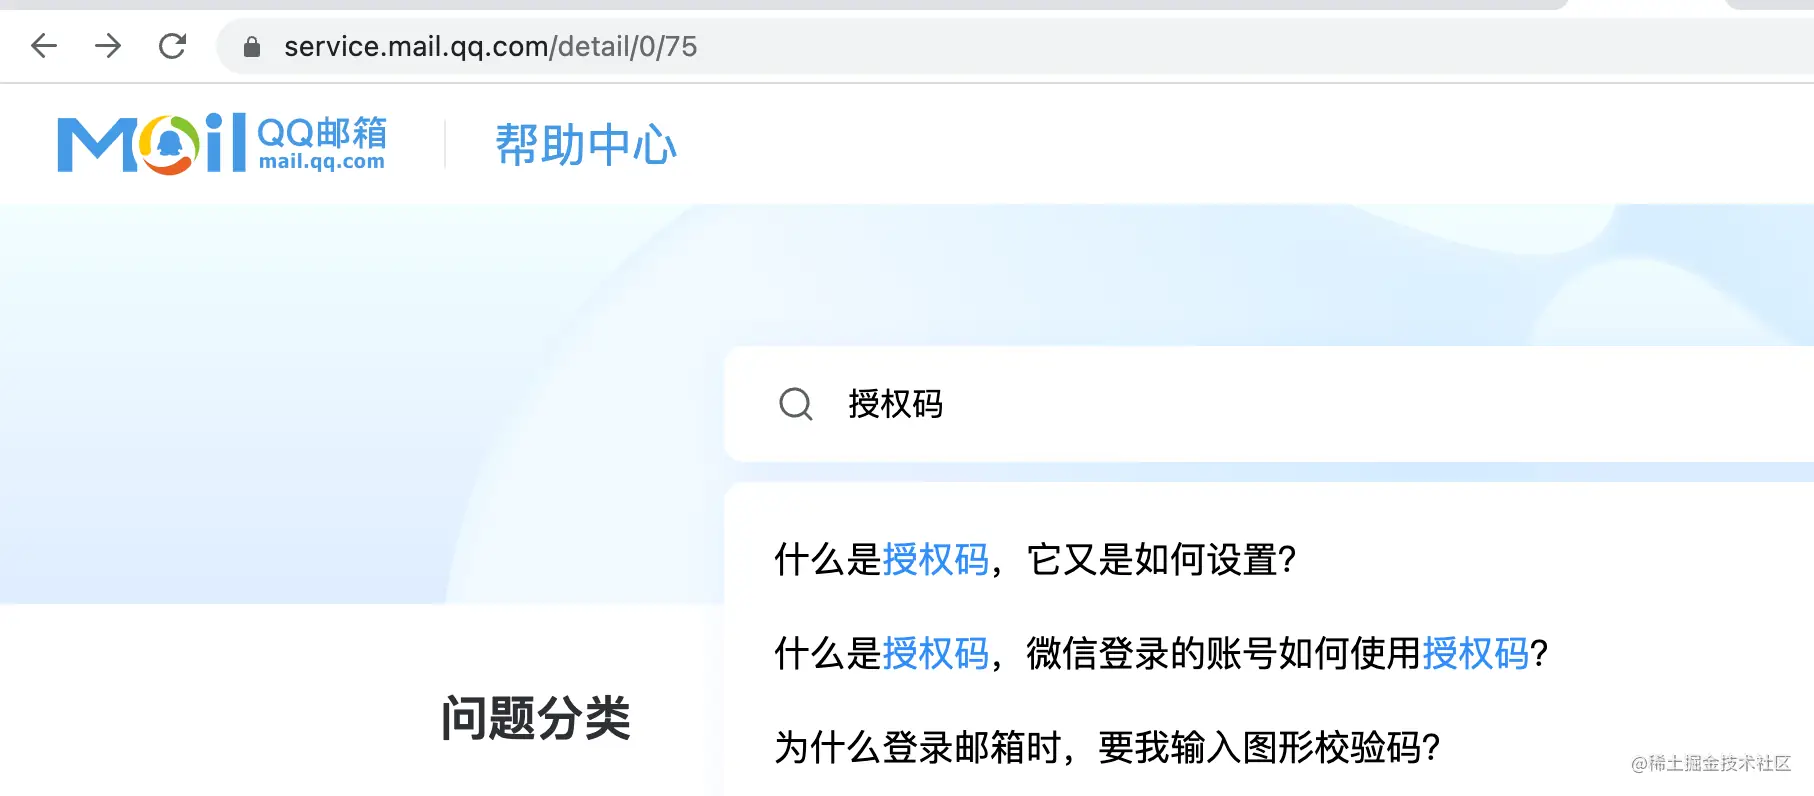 service.mail.qq.com/detail/0/75
Mail QQ邮箱
mail.qq.com
帮助中心
授权码
什么是授权码，它又是如何设置?
什么是授权码，微信登录的账号如何使用授权码?
问题分类
为什么登录邮箱时，要我输入图形校验码?
@稀土掘金技术社区